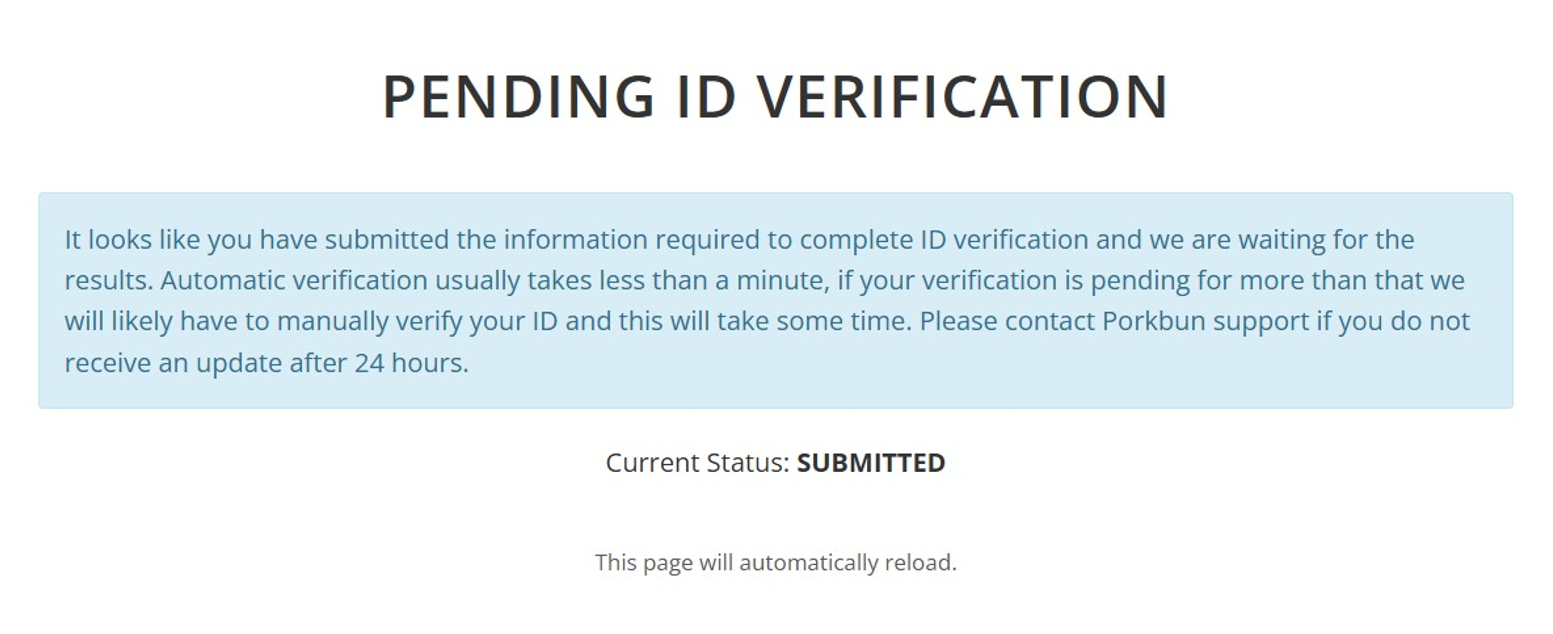 PENDING ID VERIFICATION
It looks like you have submitted the information required to complete ID verification and we are waiting for the
results. Automatic verification usually takes less than a minute, if your verification is pending for more than that we
will likely have to manually verify your ID and this will take some time. Please contact Porkbun support if you do not
receive an update after 24 hours.
Current Status: SUBMITTED
This page will automatically reload.